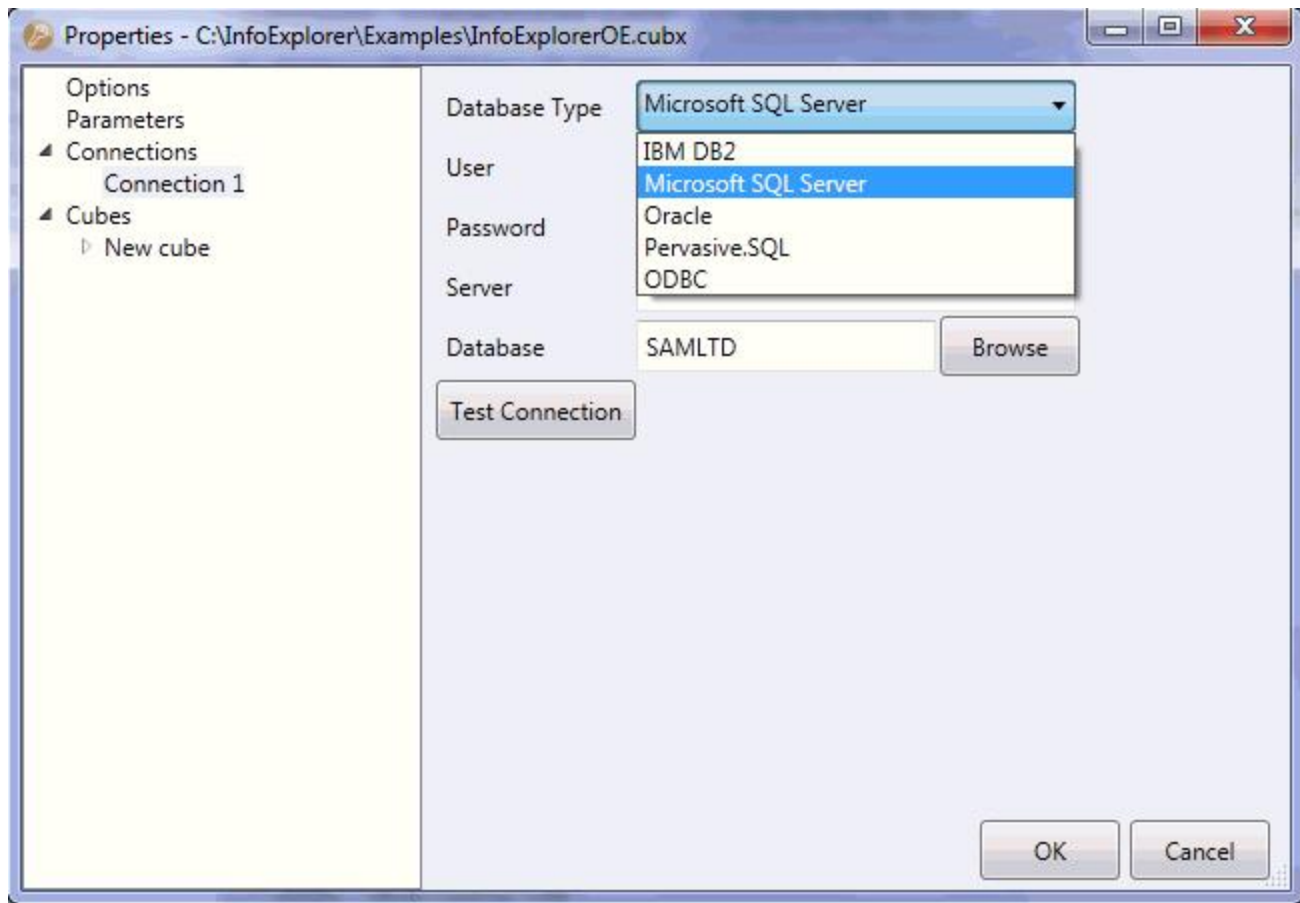 Properties - C:\InfoExplorer\Examples\InfoExplorerOE.cubx
Options
Parameters
Connections
Connection 1
Cubes
New cube
Database Type
Microsoft SQL Server
IBM DB2
Microsoft SQL Server
Oracle
Pervasive.SQL
ODBC
User
Password
Server
Database
SAMLTD
Browse
Test Connection
OK
Cancel